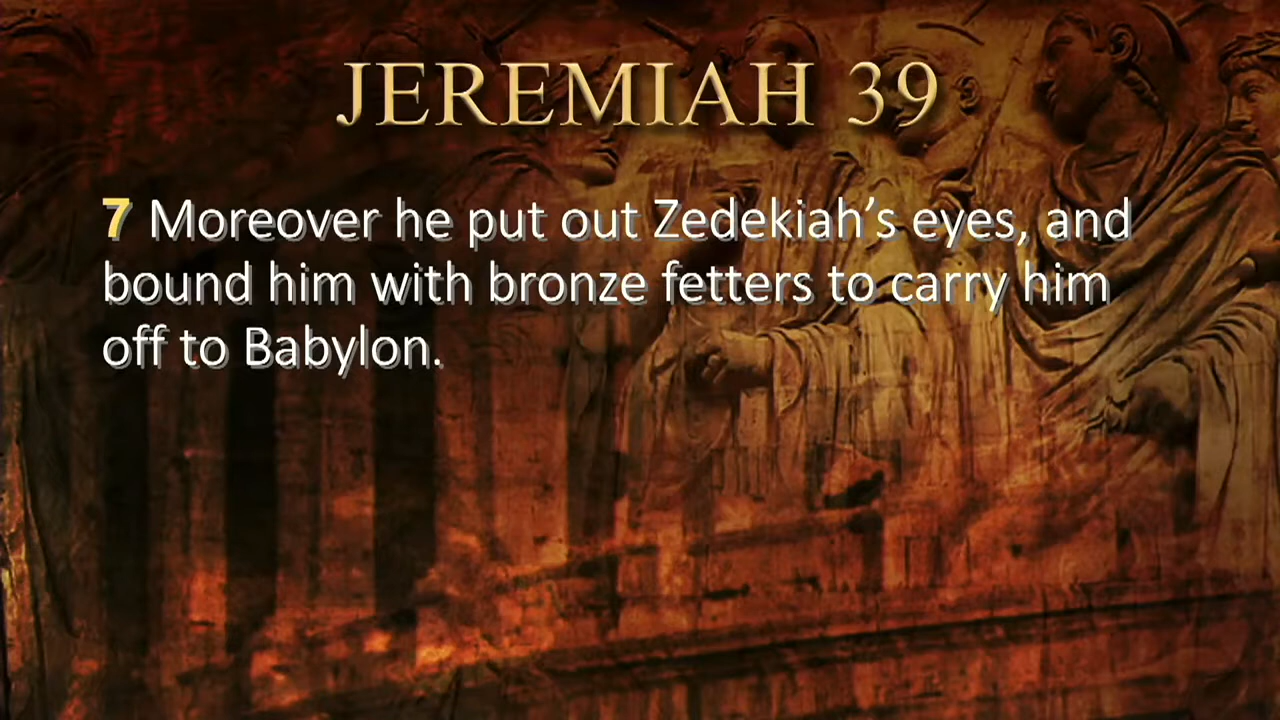 JEREMIAH 39
7 Moreover he put out Zedekiah’s eyes, and
bound him with bronze fetters to carry him
off to Babylon.